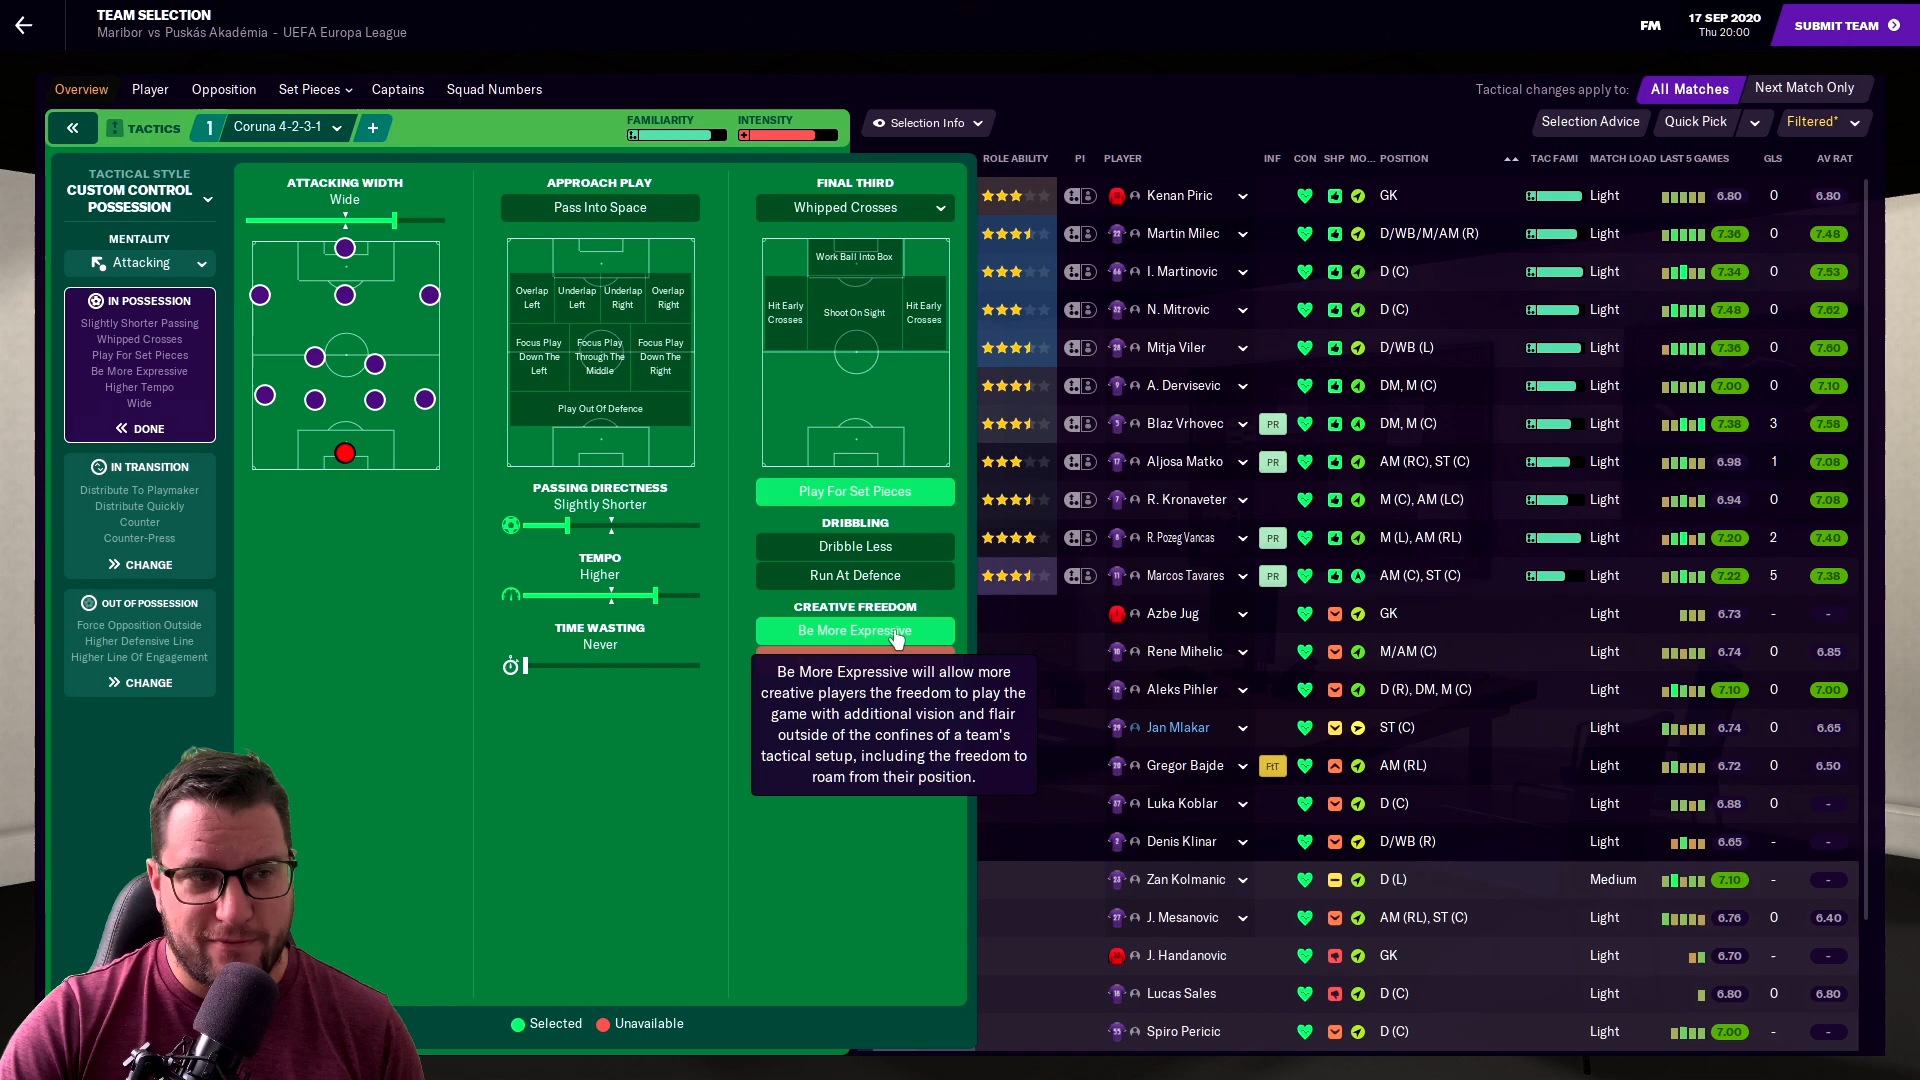 TEAM SELECTION
Maribor vs Puskás Akadémia - UEFA Europa League
FM
17 SEP 2020
Thu 20:00
SUBMIT TEAM
Overview
Player
Opposition
Set Pieces
Captains
Squad Numbers
Tactical changes apply to:
All Matches
Next Match Only
TACTICS
1
Coruna 4-2-3-1
FAMILIARITY
INTENSITY
Selection Info
Selection Advice
Quick Pick
Filtered*
TACTICAL STYLE
CUSTOM CONTROL
POSSESSION
MENTALITY
Attacking
IN POSSESSION
Slightly Shorter Passing
Whipped Crosses
Play For Set Pieces
Be More Expressive
Higher Tempo
Wide
DONE
IN TRANSITION
Distribute To Playmaker
Distribute Quickly
Counter
Counter-Press
CHANGE
OUT OF POSSESSION
Force Opposition Outside
Higher Defensive Line
Higher Line Of Engagement
CHANGE
ATTACKING WIDTH
Wide
APPROACH PLAY
Pass Into Space
Overlap
Left
Underlap
Left
Underlap
Right
Overlap
Right
Focus Play
Down The
Left
Focus Play
Through The
Middle
Focus Play
Down The
Right
Play Out Of Defence
PASSING DIRECTNESS
Slightly Shorter
TEMPO
Higher
TIME WASTING
Never
FINAL THIRD
Whipped Crosses
Work Ball Into Box
Hit Early
Crosses
Shoot On Sight
Hit Early
Crosses
Play For Set Pieces
DRIBBLING
Dribble Less
Run At Defence
CREATIVE FREEDOM
Be More Expressive
Be More Expressive will allow more
creative players the freedom to play the
game with additional vision and flair
outside of the confines of a team's
tactical setup, including the freedom to
roam from their position.
Selected
Unavailable
ROLE ABILITY PI PLAYER INF CON SHP MO... POSITION TAC FAMI MATCH LOAD LAST 5 GAMES GLS AV RAT
Kenan Piric GK Light 6.80 0 6.80
Martin Milec D/WB/M/AM (R) Light 7.36 0 7.48
I. Martinovic D (C) Light 7.34 0 7.53
N. Mitrovic D (C) Light 7.48 0 7.62
Mitja Viler D/WB (L) Light 7.36 0 7.60
A. Dervisevic DM, M (C) Light 7.00 0 7.10
Blaz Vrhovec PR DM, M (C) Light 7.38 3 7.58
Aljosa Matko PR AM (RC), ST (C) Light 6.98 1 7.08
R. Kronaveter M (C), AM (LC) Light 6.94 0 7.08
R. Pozeg Vancas PR M (L), AM (RL) Light 7.20 2 7.40
Marcos Tavares PR AM (C), ST (C) Light 7.22 5 7.38
Azbe Jug GK Light 6.73 - -
Rene Mihelic M/AM (C) Light 6.74 0 6.85
Aleks Pihler D (R), DM, M (C) Light 7.10 0 7.00
Jan Mlakar ST (C) Light 6.74 0 6.65
Gregor Bajde FtT AM (RL) Light 6.72 0 6.50
Luka Koblar D (C) Light 6.88 0 -
Denis Klinar D/WB (R) Light 6.65 - -
Zan Kolmanic D (L) Medium 7.10 - -
J. Mesanovic AM (RL), ST (C) Light 6.76 0 6.40
J. Handanovic GK Light 6.70 - -
Lucas Sales D (C) Light 6.80 0 6.80
Spiro Pericic D (C) Light 7.00 - -